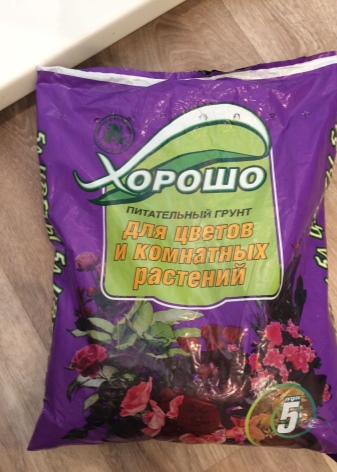 ХОРОШО
ПИТАТЕЛЬНЫЙ ГРУНТ
для цветов
и комнатных
растений
5